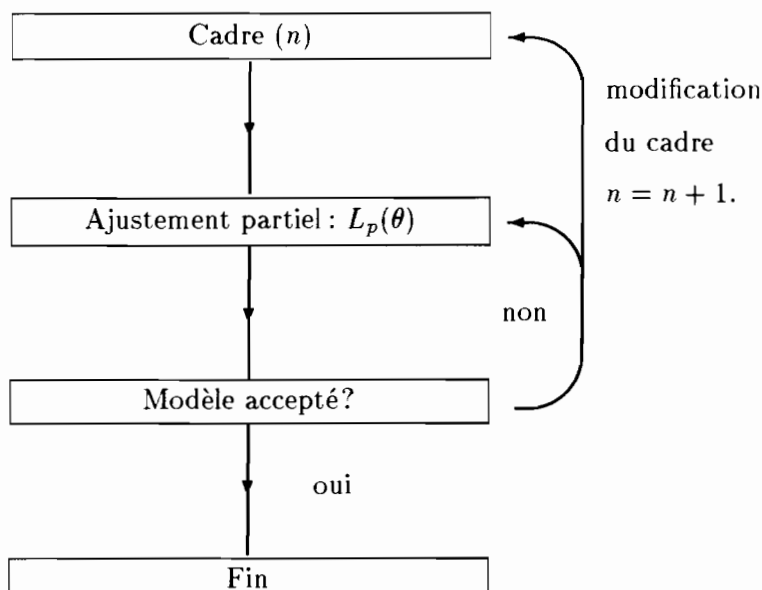 Cadre (n)
modification
du cadre
n = n + 1.
Ajustement partiel : L_p(θ)
non
Modèle accepté?
oui
Fin